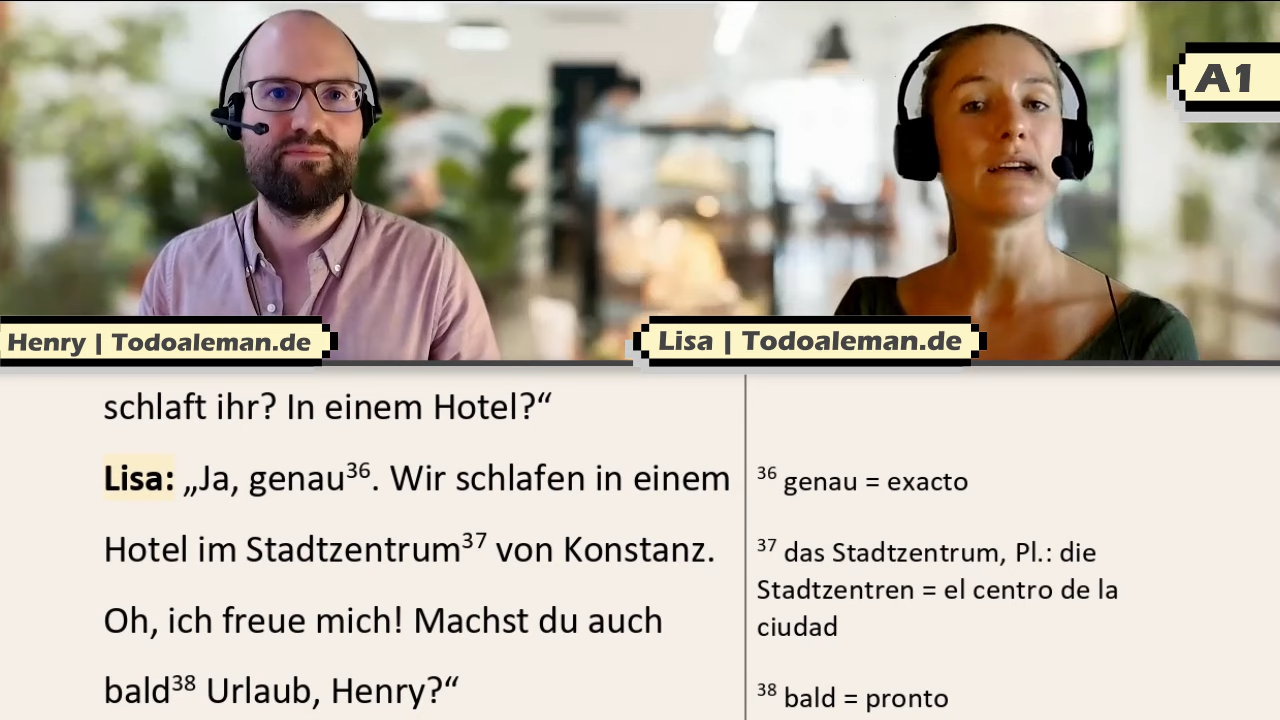 A1
Henry | Todoaleman.de
Lisa | Todoaleman.de
schlaft ihr? In einem Hotel?“
Lisa: „Ja, genau³⁶. Wir schlafen in einem
Hotel im Stadtzentrum³⁷ von Konstanz.
Oh, ich freue mich! Machst du auch
bald³⁸ Urlaub, Henry?“
³⁶ genau = exacto
³⁷ das Stadtzentrum, Pl.: die
Stadtzentren = el centro de la
ciudad
³⁸ bald = pronto